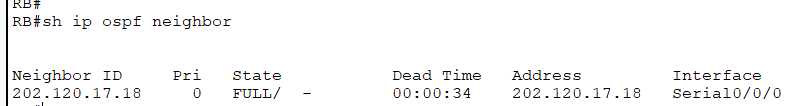 RB#
RB#sh ip ospf neighbor
Neighbor ID Pri State Dead Time Address Interface
202.120.17.18 0 FULL/ - 00:00:34 202.120.17.18 Serial0/0/0